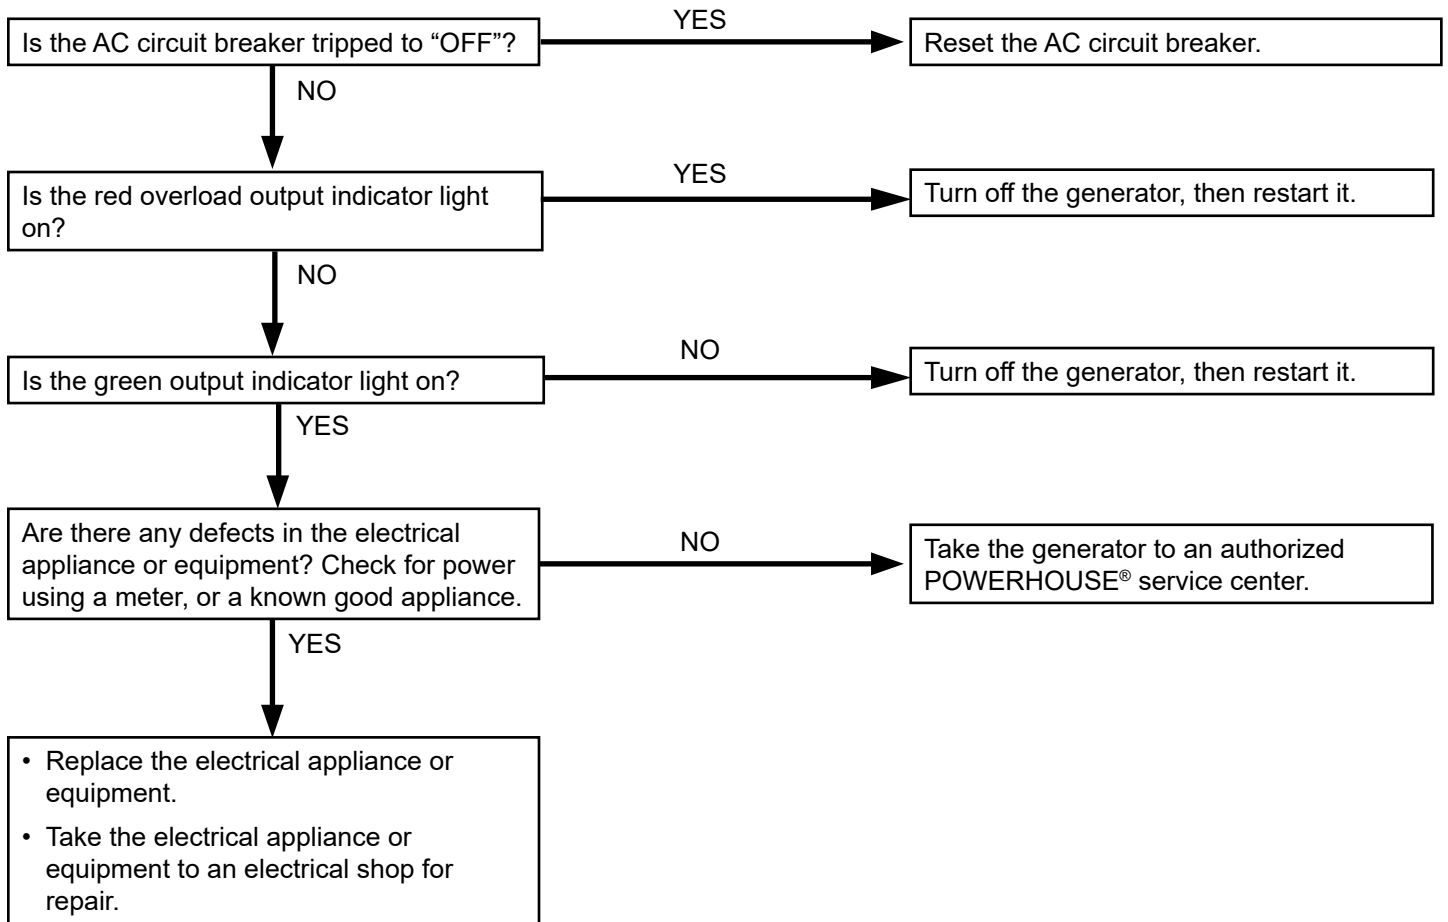 Is the AC circuit breaker tripped to “OFF”?
YES
Reset the AC circuit breaker.
NO
Is the red overload output indicator light
on?
YES
Turn off the generator, then restart it.
NO
Is the green output indicator light on?
NO
Turn off the generator, then restart it.
YES
Are there any defects in the electrical
appliance or equipment? Check for power
using a meter, or a known good appliance.
NO
Take the generator to an authorized
POWERHOUSE® service center.
YES
• Replace the electrical appliance or
equipment.
• Take the electrical appliance or
equipment to an electrical shop for
repair.